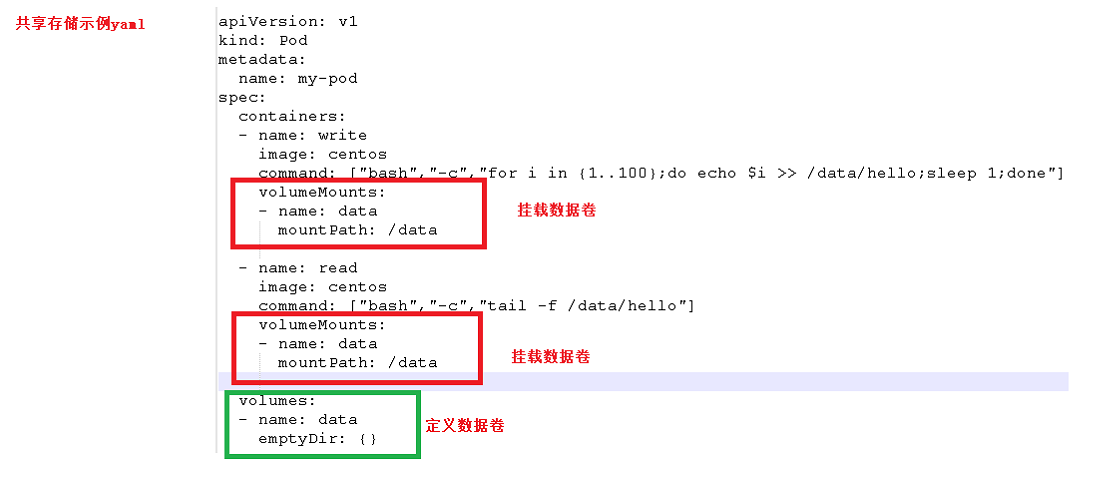 共享存储示例yaml
apiVersion: v1
kind: Pod
metadata:
  name: my-pod
spec:
  containers:
  - name: write
    image: centos
    command: ["bash","-c","for i in {1..100};do echo $i >> /data/hello;sleep 1;done"]
    volumeMounts:
    - name: data
      mountPath: /data
挂载数据卷
  - name: read
    image: centos
    command: ["bash","-c","tail -f /data/hello"]
    volumeMounts:
    - name: data
      mountPath: /data
挂载数据卷
  volumes:
  - name: data
    emptyDir: {}
定义数据卷